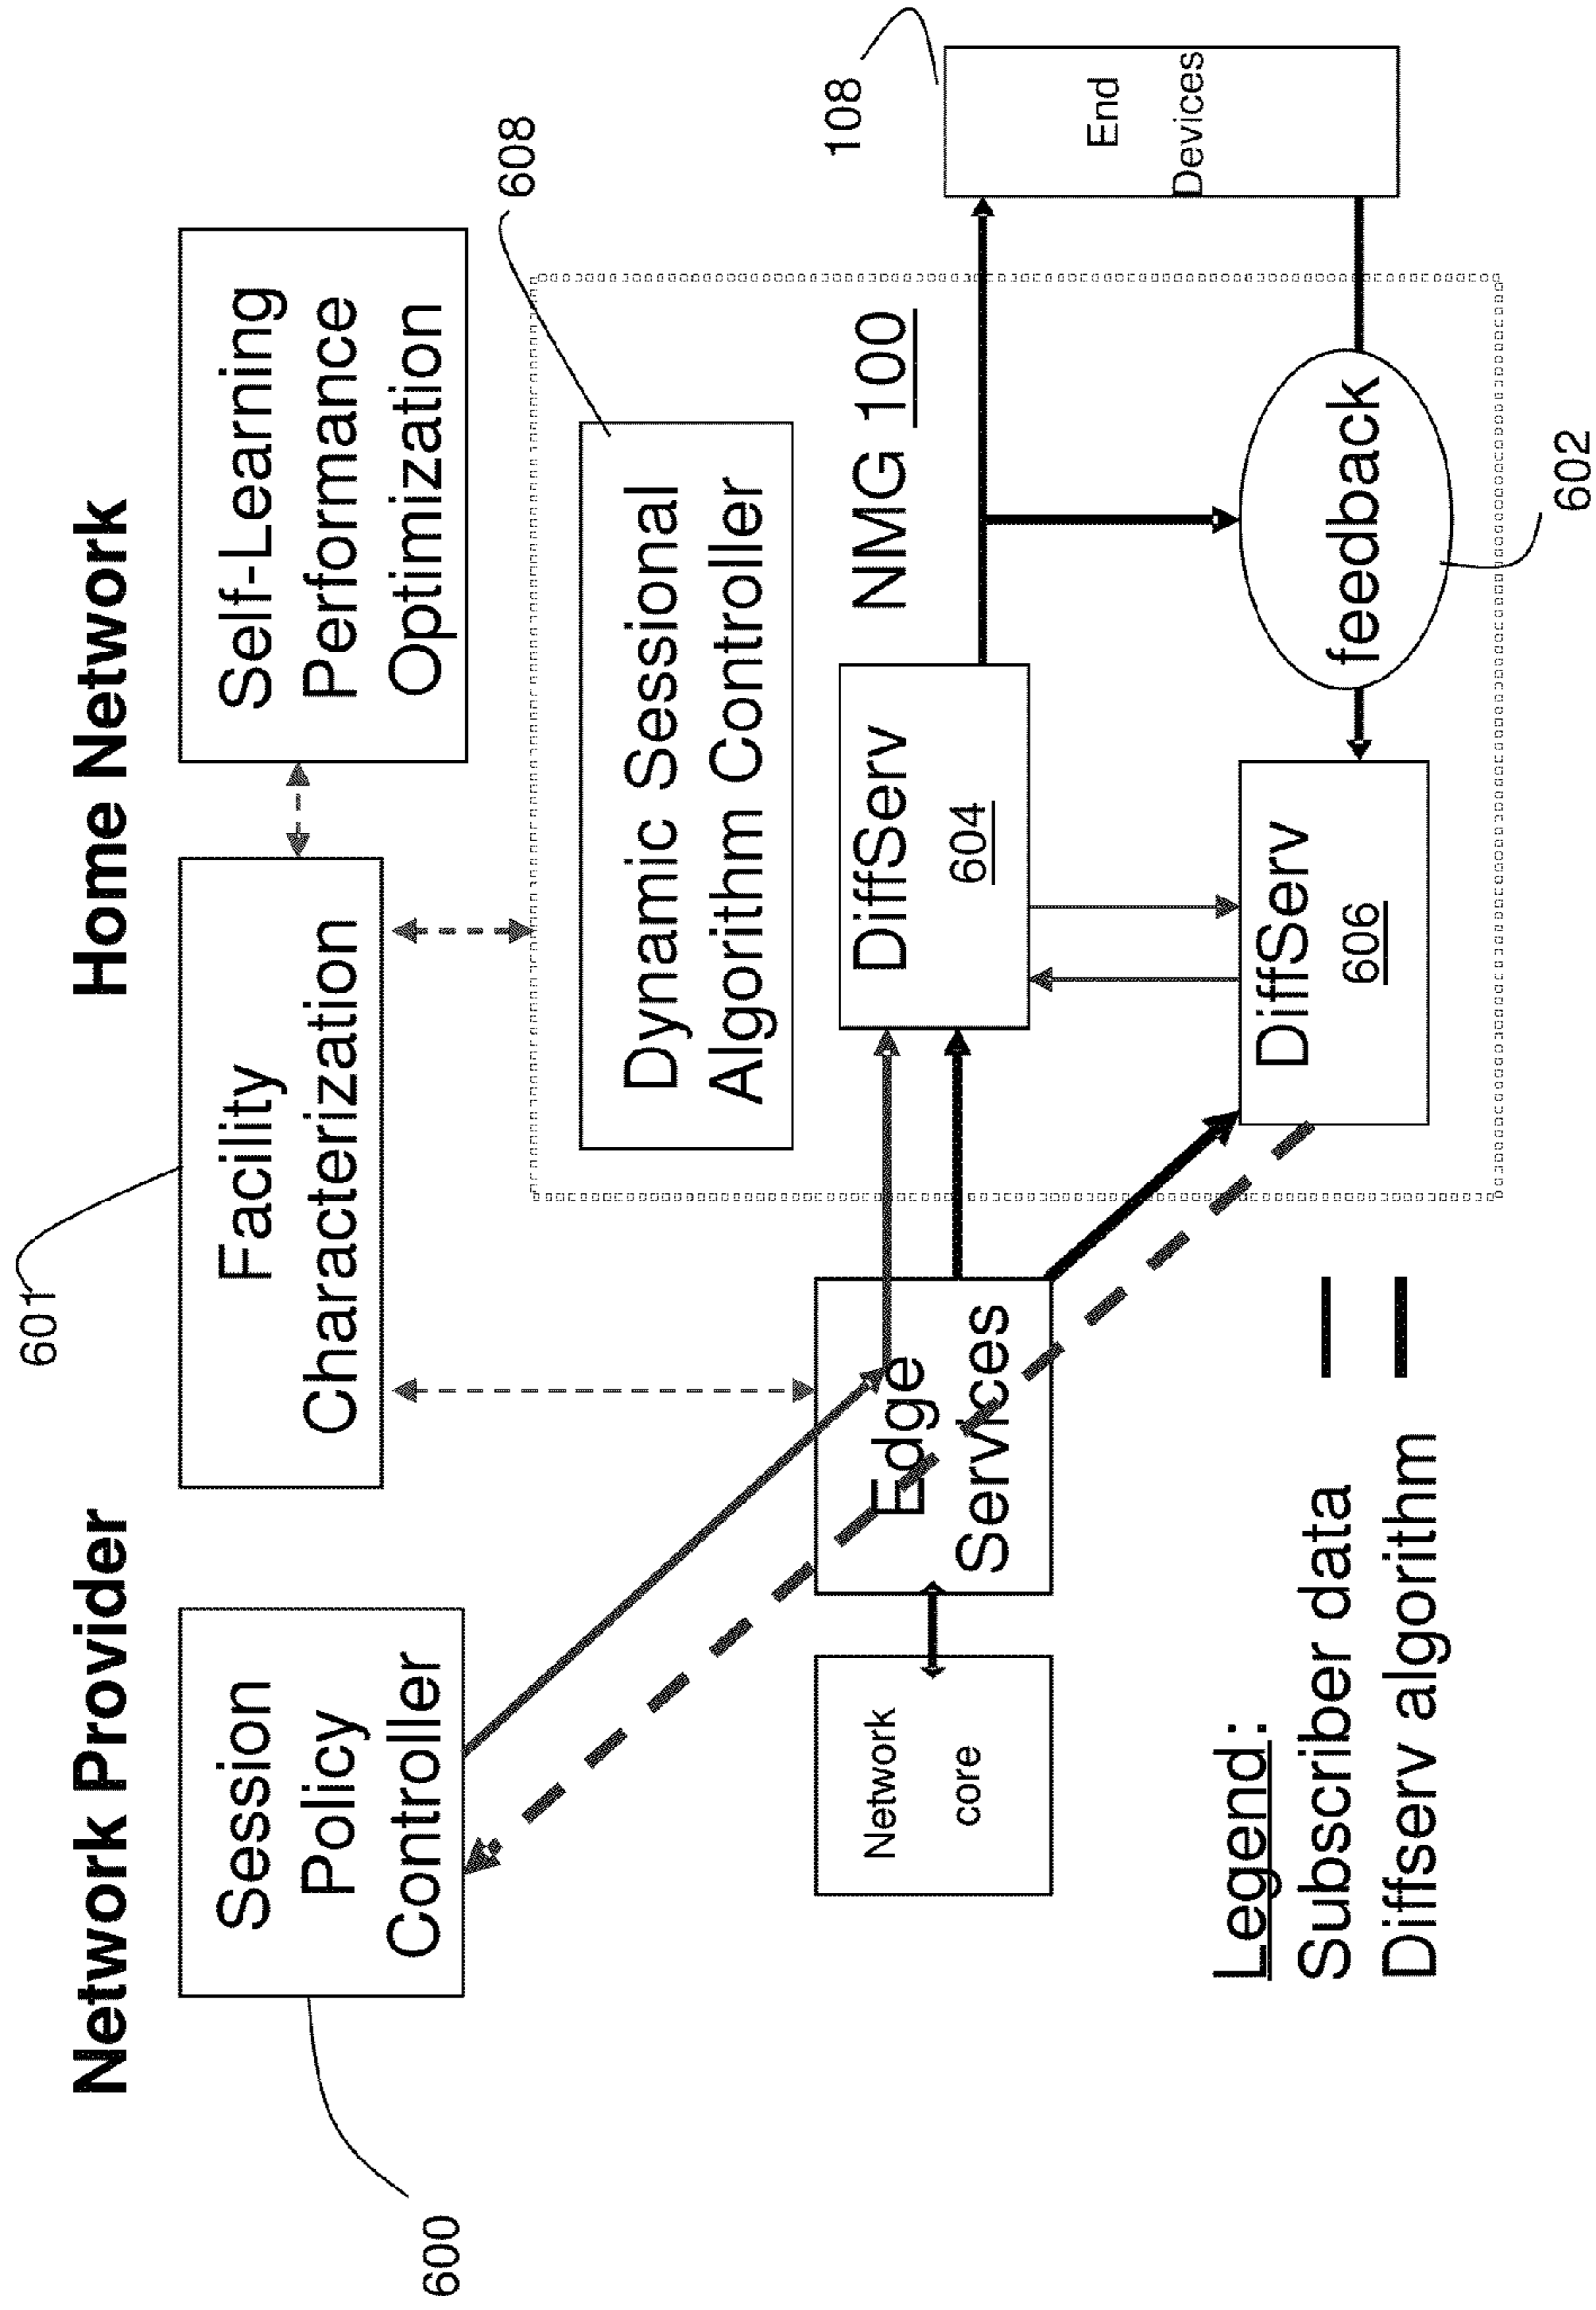 Network Provider
Home Network
601
Session
Policy
Controller
Facility
Characterization
Self-Learning
Performance
Optimization
600
608
Dynamic Sessional
Algorithm Controller
NMG 100
108
Network
core
Edge
Services
DiffServ
604
End
Devices
DiffServ
606
feedback
602
Legend:
Subscriber data
Diffserv algorithm